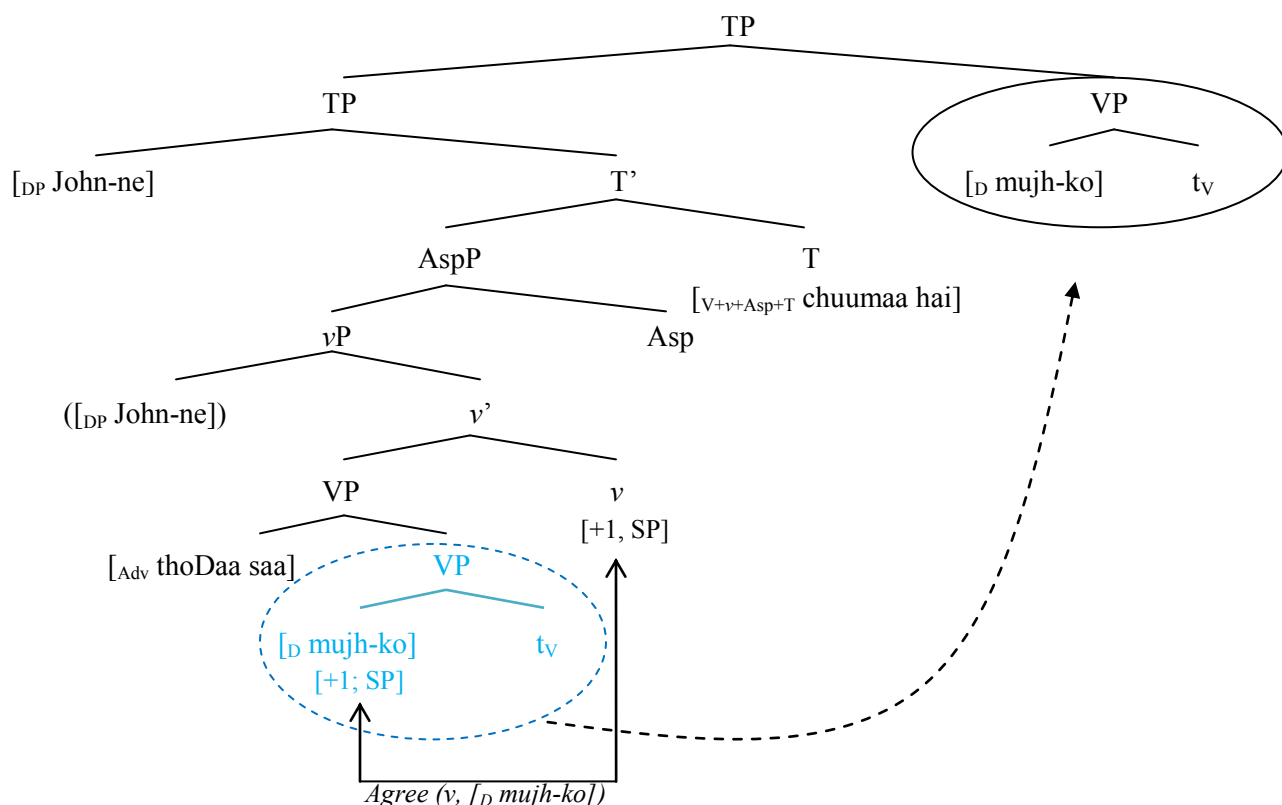 TP
TP VP
[DP John-ne] T’ [D mujh-ko] tV
AspP T
[V+v+Asp+T chuumaa hai]
vP Asp
([DP John-ne]) v’
VP v
[+1, SP]
[Adv thoDaa saa] VP
[D mujh-ko] tV
[+1; SP]
Agree (v, [D mujh-ko])